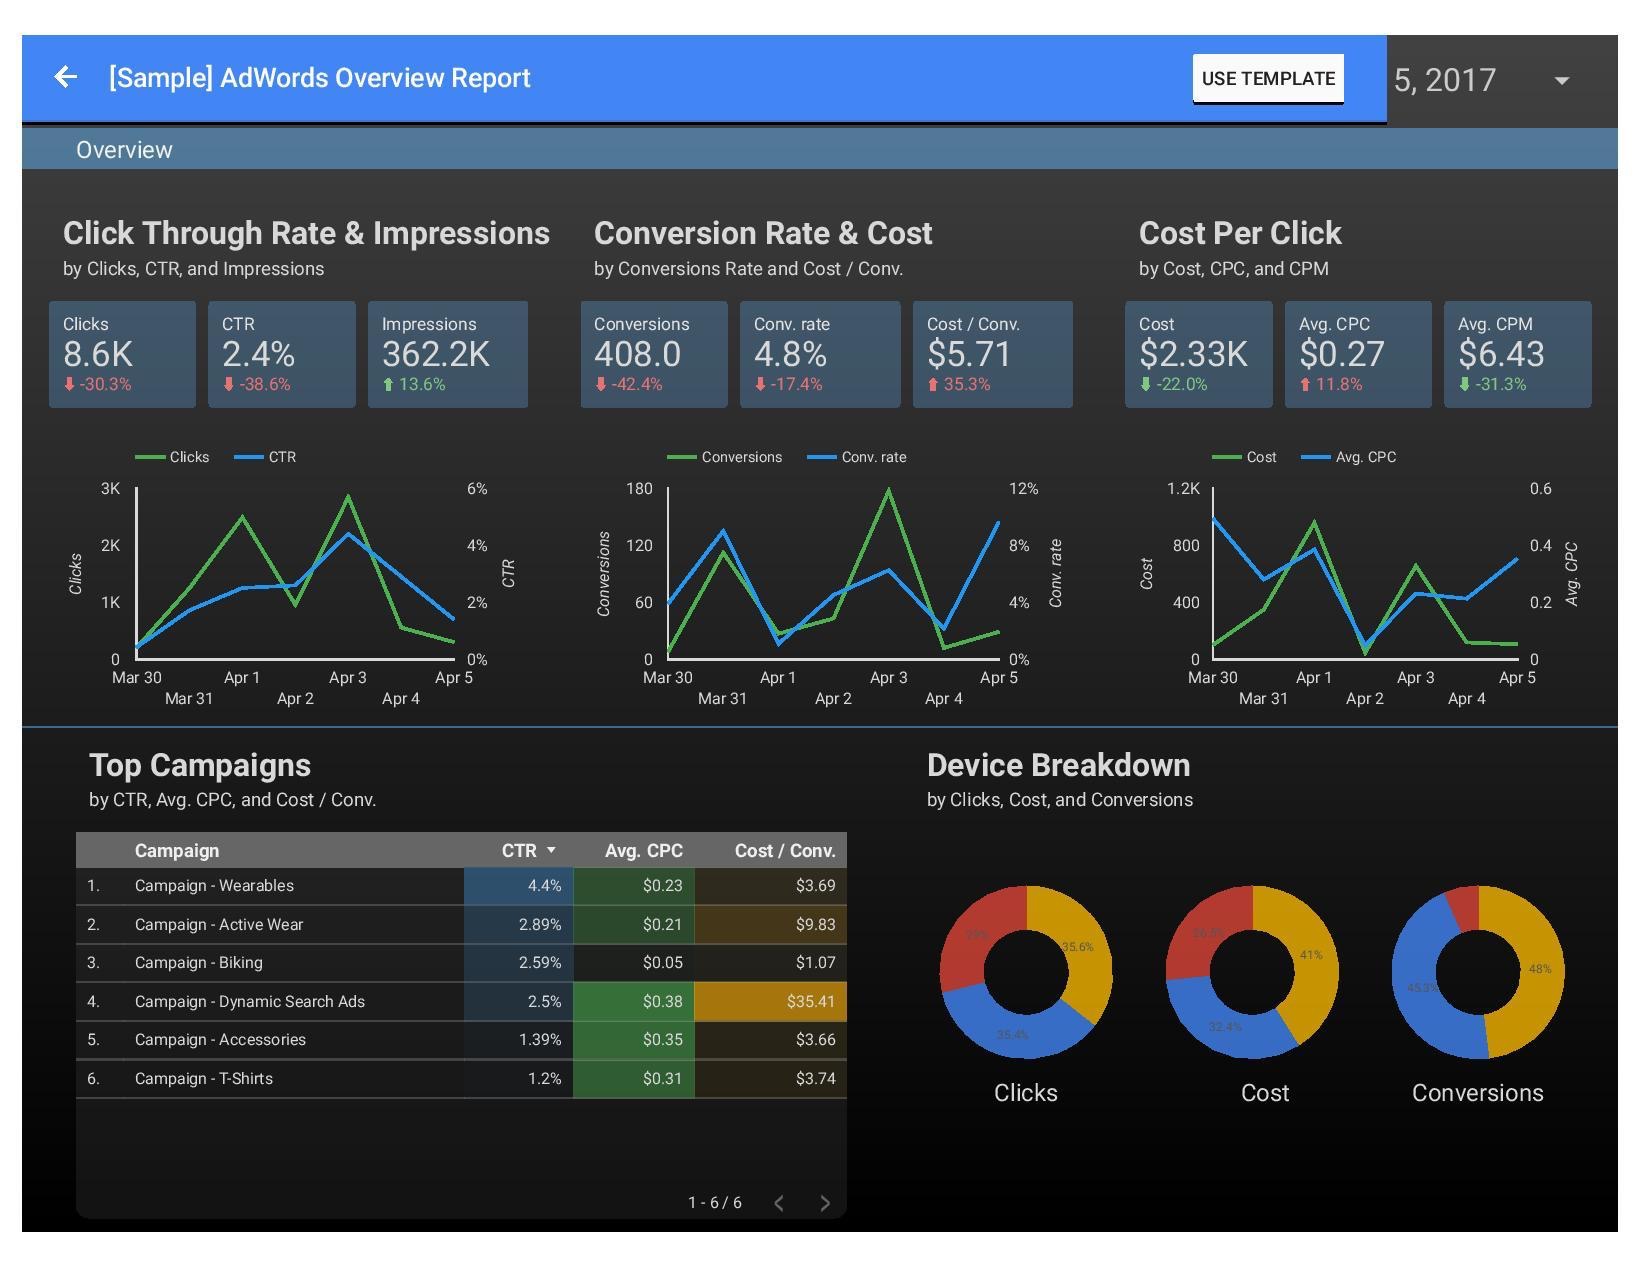 [Sample] AdWords Overview Report
USE TEMPLATE
5, 2017
Overview
Click Through Rate & Impressions
by Clicks, CTR, and Impressions
Clicks
8.6K
-30.3%
CTR
2.4%
-38.6%
Impressions
362.2K
13.6%
Conversion Rate & Cost
by Conversions Rate and Cost / Conv.
Conversions
408.0
-42.4%
Conv. rate
4.8%
-17.4%
Cost / Conv.
$5.71
35.3%
Cost Per Click
by Cost, CPC, and CPM
Cost
$2.33K
-22.0%
Avg. CPC
$0.27
11.8%
Avg. CPM
$6.43
-31.3%
Clicks CTR
3K 6%
2K 4%
1K 2%
0 0%
Clicks
CTR
Mar 30 Apr 1 Apr 3 Apr 5
Mar 31 Apr 2 Apr 4
Conversions Conv. rate
180 12%
120 8%
60 4%
0 0%
Conversions
Conv. rate
Mar 30 Apr 1 Apr 3 Apr 5
Mar 31 Apr 2 Apr 4
Cost Avg. CPC
1.2K 0.6
800 0.4
400 0.2
0 0
Cost
Avg. CPC
Mar 30 Apr 1 Apr 3 Apr 5
Mar 31 Apr 2 Apr 4
Top Campaigns
by CTR, Avg. CPC, and Cost / Conv.
Campaign CTR Avg. CPC Cost / Conv.
1. Campaign - Wearables 4.4% $0.23 $3.69
2. Campaign - Active Wear 2.89% $0.21 $9.83
3. Campaign - Biking 2.59% $0.05 $1.07
4. Campaign - Dynamic Search Ads 2.5% $0.38 $35.41
5. Campaign - Accessories 1.39% $0.35 $3.66
6. Campaign - T-Shirts 1.2% $0.31 $3.74
1 - 6 / 6
Device Breakdown
by Clicks, Cost, and Conversions
29% 35.6%
35.4%
Clicks
26.5% 41%
32.4%
Cost
45.3% 48%
Conversions